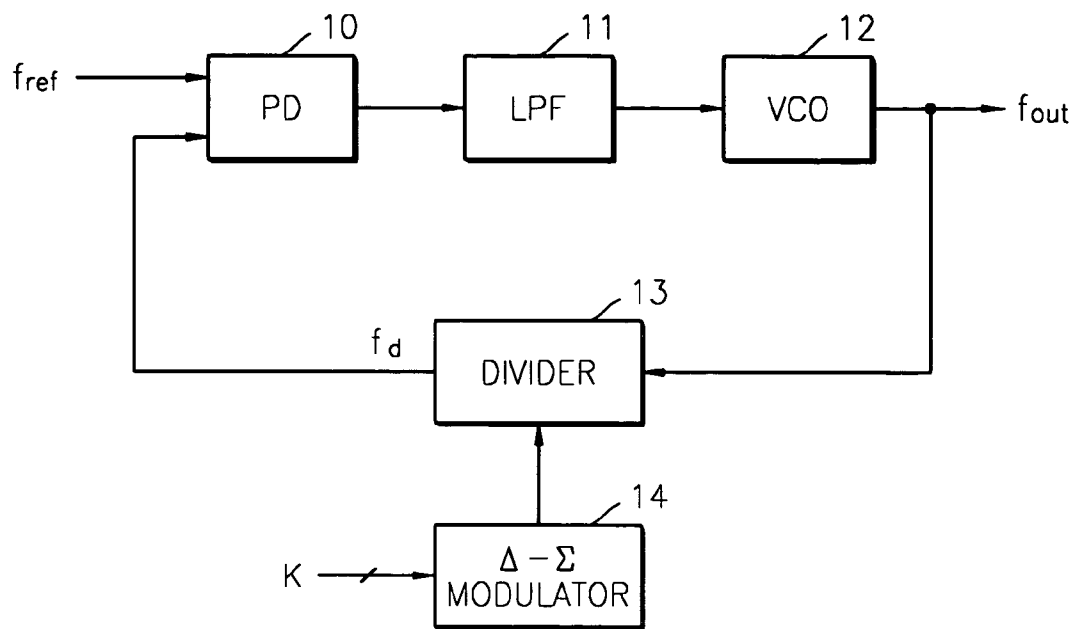 10
11
12
f_ref
PD
LPF
VCO
f_out
13
f_d
DIVIDER
14
K
Δ-Σ
MODULATOR